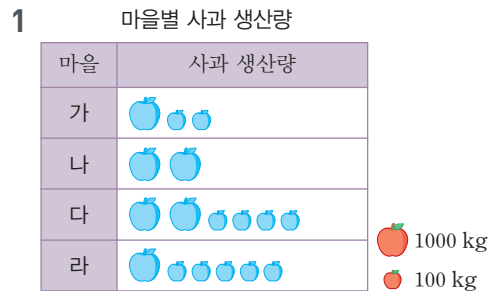 1 마을별 사과 생산량
마을 사과 생산량
가
나
다
라
1000 kg
100 kg